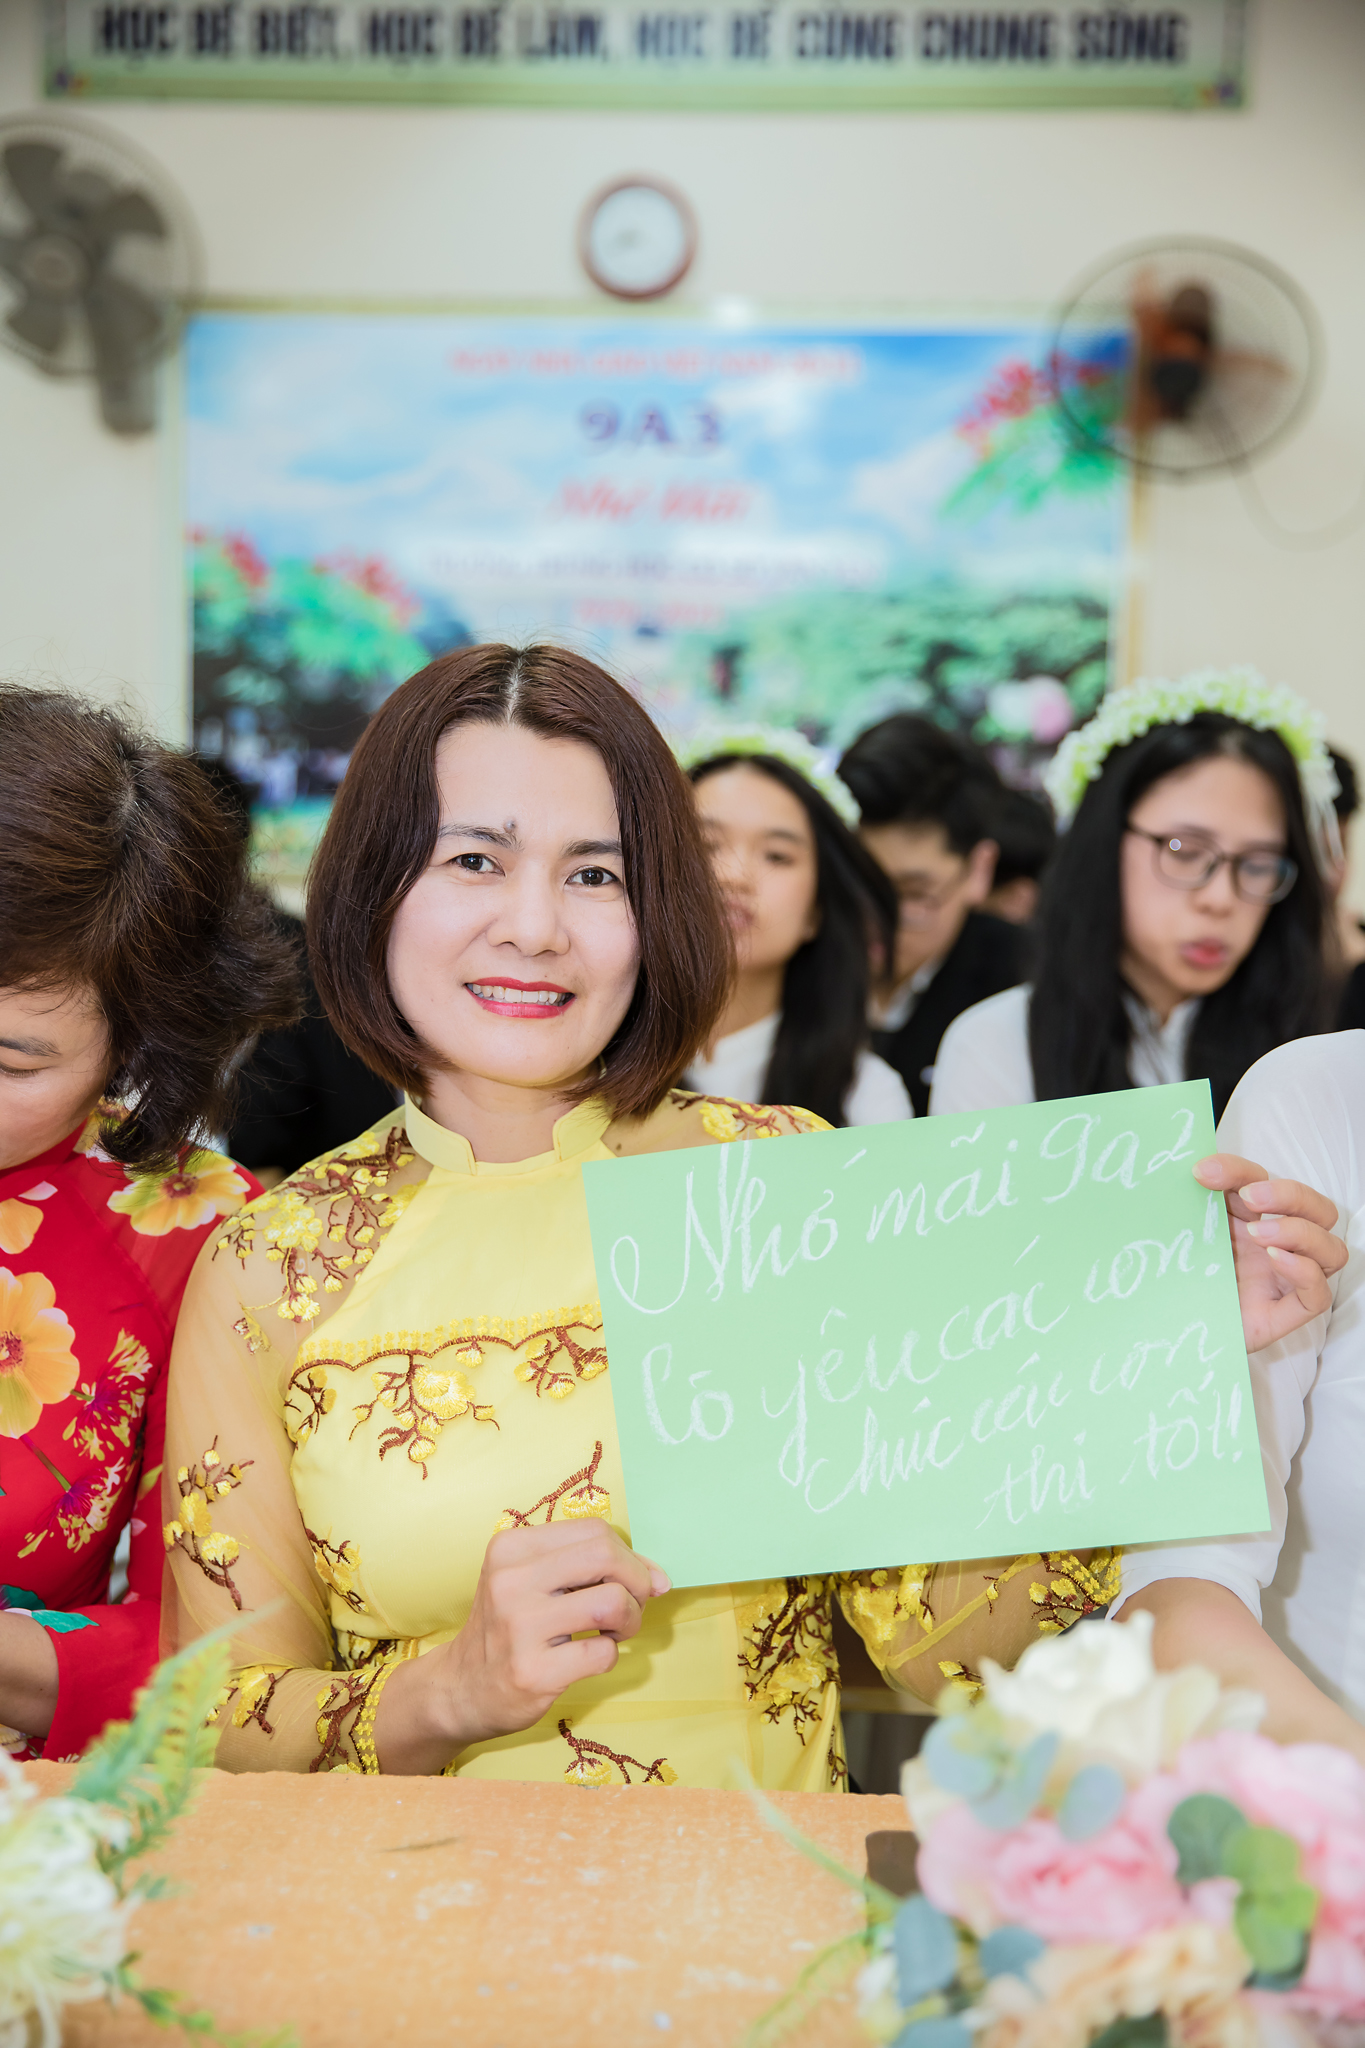 HỌC ĐỂ BIẾT, HỌC ĐỂ LÀM, HỌC ĐỂ CÙNG CHUNG SỐNG
9A3
Nhớ mãi 9a2
Cô yêu các con!
Chúc các con
thi tốt!